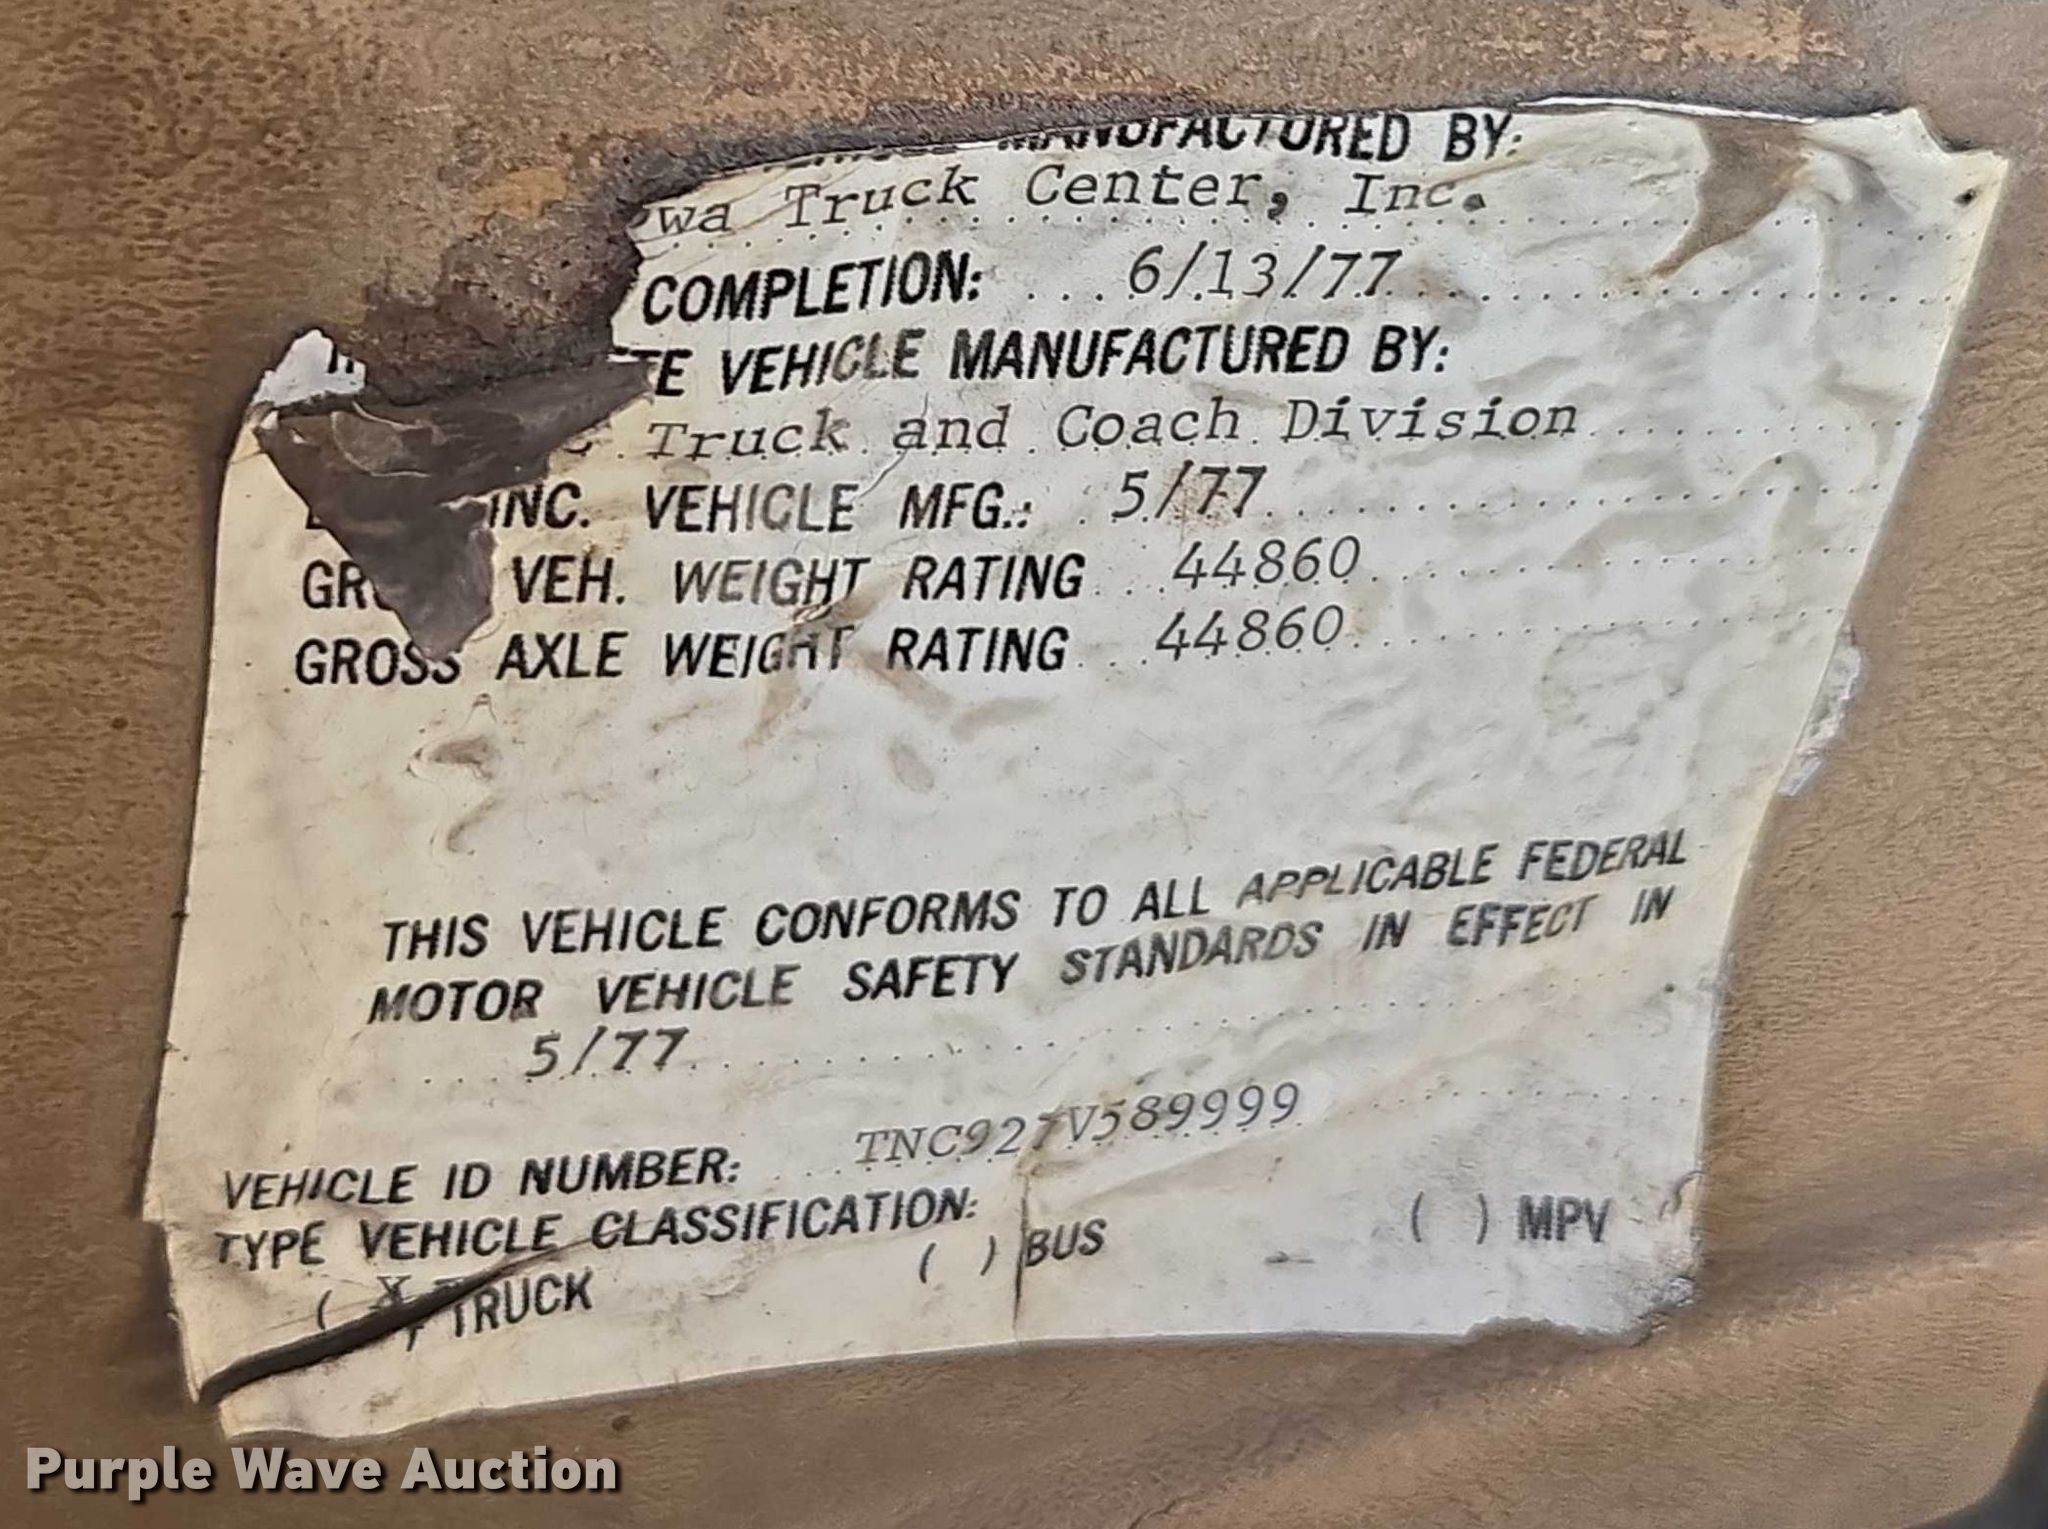 MANUFACTURED BY:
Truck Center, Inc.
COMPLETION: 6/13/77
VEHICLE MANUFACTURED BY:
Truck and Coach Division
INC. VEHICLE MFG.: 5/77
VEH. WEIGHT RATING 44860
GROSS AXLE WEIGHT RATING 44860
THIS VEHICLE CONFORMS TO ALL APPLICABLE FEDERAL
MOTOR VEHICLE SAFETY STANDARDS IN EFFECT IN
5/77
VEHICLE ID NUMBER: TNC927V589999
TYPE VEHICLE CLASSIFICATION:
( X ) TRUCK ( ) BUS ( ) MPV
Purple Wave Auction